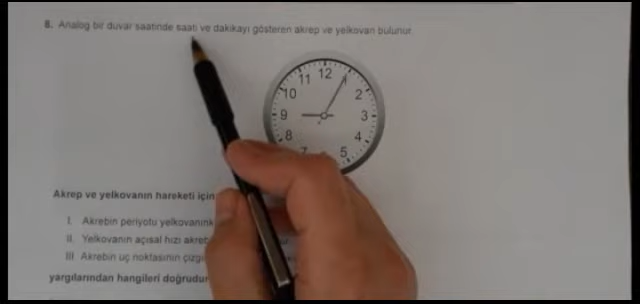 8. Analog bir duvar saatinde saati ve dakikayı gösteren akrep ve yelkovan bulunur.
11 12
10 2
9 3
8 4
7 5
Akrep ve yelkovanın hareketi için
I. Akrebin periyotu yelkovanınk
II. Yelkovanın açısal hızı akreb
III Akrebin uç noktasının çizgi
yargılarından hangileri doğrudur